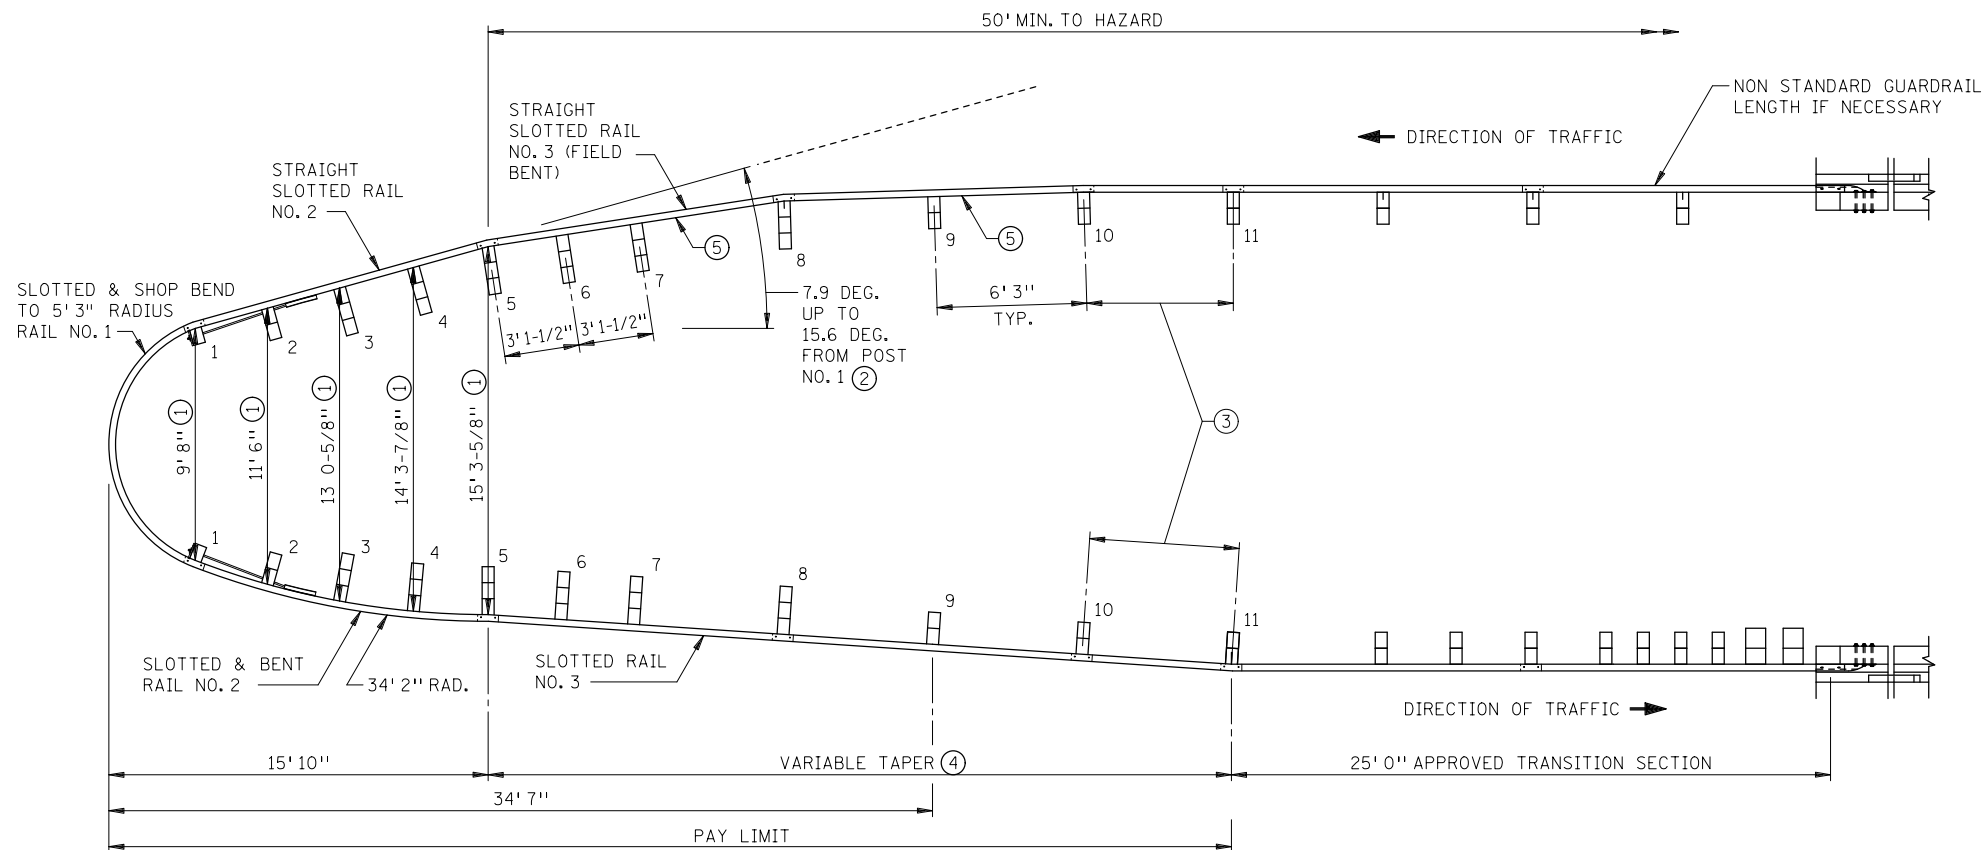 50' MIN. TO HAZARD
NON STANDARD GUARDRAIL
LENGTH IF NECESSARY
DIRECTION OF TRAFFIC
STRAIGHT
SLOTTED RAIL
NO. 3 (FIELD
BENT)
STRAIGHT
SLOTTED RAIL
NO. 2
SLOTTED & SHOP BEND
TO 5'3" RADIUS
RAIL NO. 1
1
2
3
4
5
6
7
8
9
10
11
5
5
3' 1-1/2"
3' 1-1/2"
6' 3"
TYP.
7.9 DEG.
UP TO
15.6 DEG.
FROM POST
NO. 1 2
3
9' 8" 1
11' 6" 1
13 0-5/8" 1
14' 3-7/8" 1
15' 3-5/8" 1
1
2
3
4
5
6
7
8
9
10
11
SLOTTED & BENT
RAIL NO. 2
34' 2" RAD.
SLOTTED RAIL
NO. 3
DIRECTION OF TRAFFIC
15' 10"
VARIABLE TAPER 4
25' 0" APPROVED TRANSITION SECTION
34' 7"
PAY LIMIT